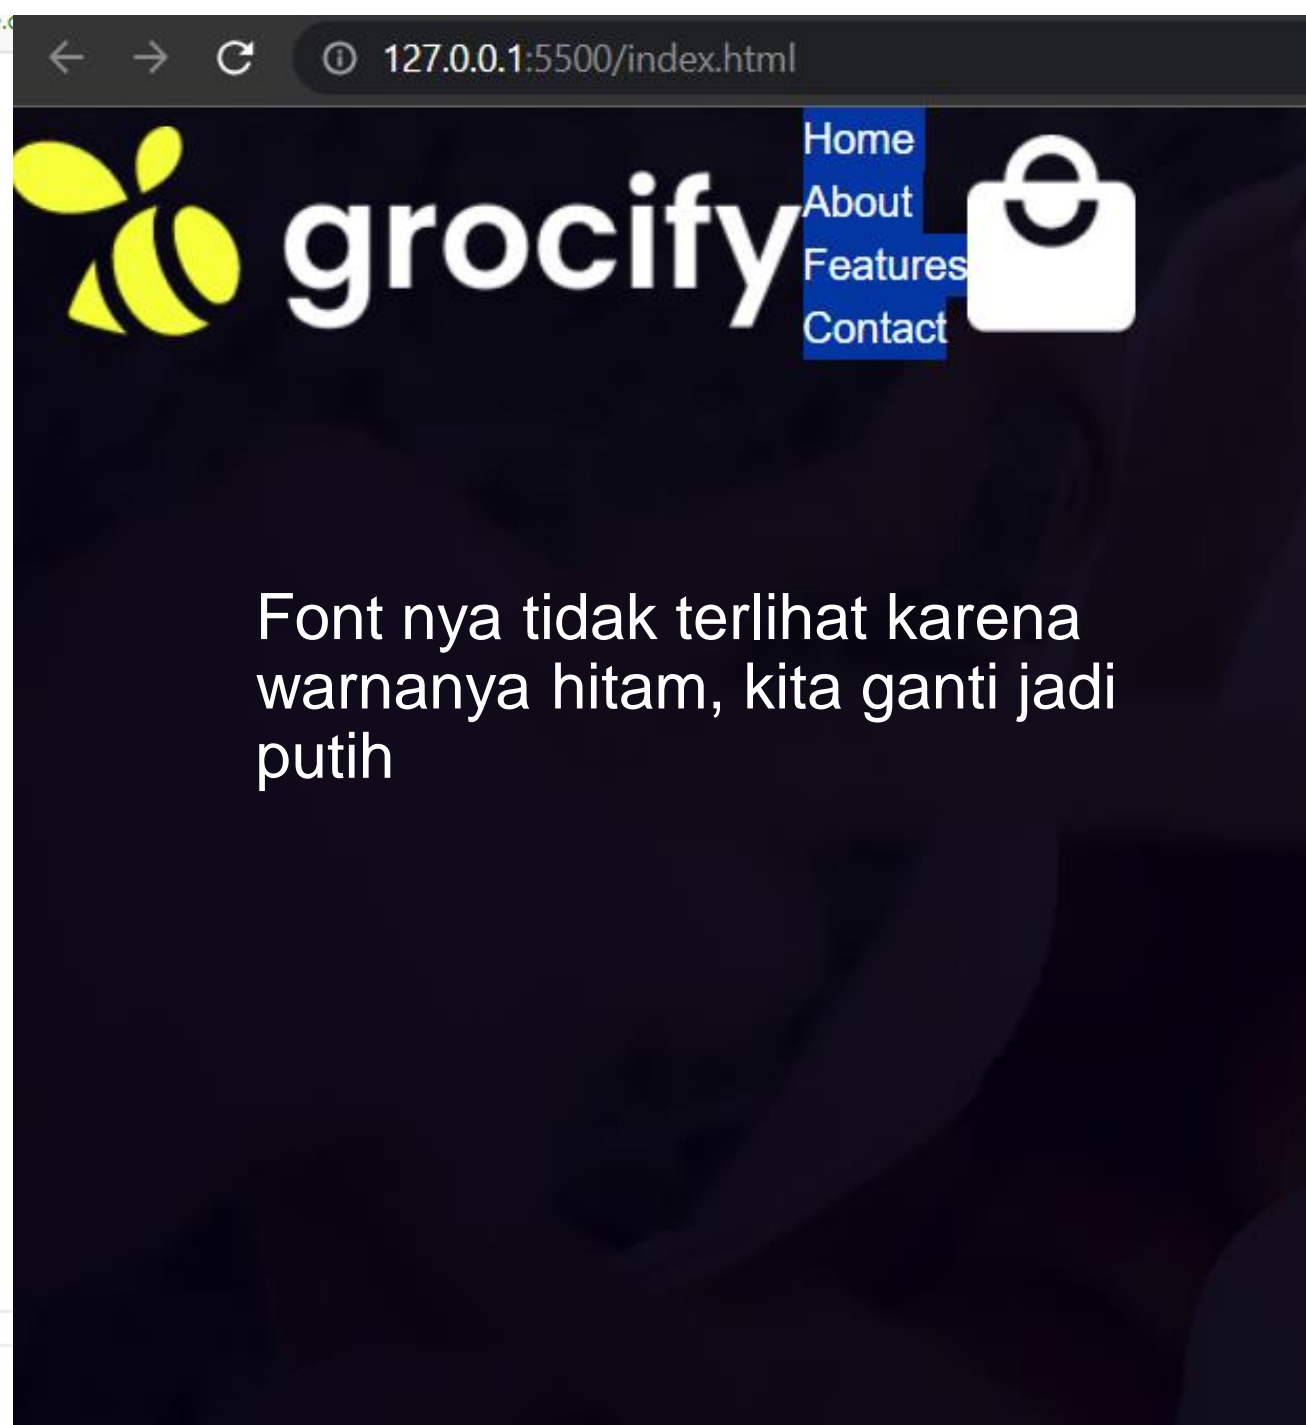 127.0.0.1:5500/index.html
grocify
Home
About
Features
Contact
Font nya tidak terlihat karena
warnanya hitam, kita ganti jadi
putih